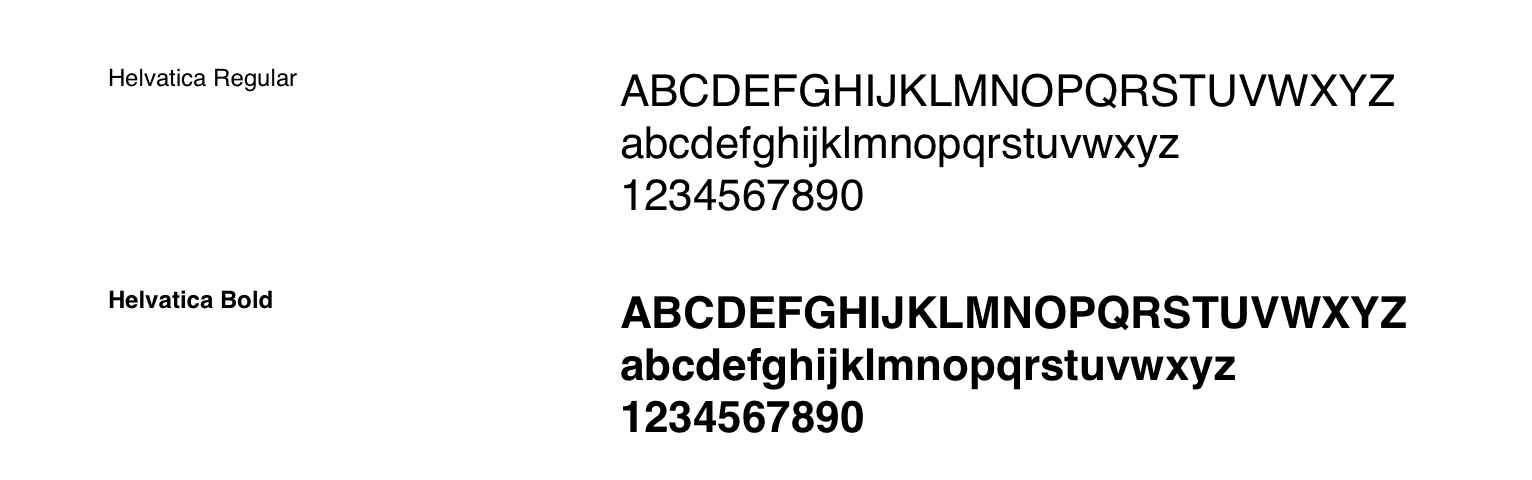 Helvatica Regular
ABCDEFGHIJKLMNOPQRSTUVWXYZ
abcdefghijklmnopqrstuvwxyz
1234567890
Helvatica Bold
ABCDEFGHIJKLMNOPQRSTUVWXYZ
abcdefghijklmnopqrstuvwxyz
1234567890